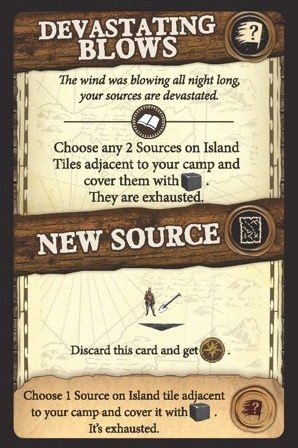 DEVASTATING
BLOWS
?
The wind was blowing all night long,
your sources are devastated.
Choose any 2 Sources on Island
Tiles adjacent to your camp and
cover them with .
They are exhausted.
NEW SOURCE
Discard this card and get .
Choose 1 Source on Island tile adjacent
to your camp and cover it with .
It's exhausted.
?